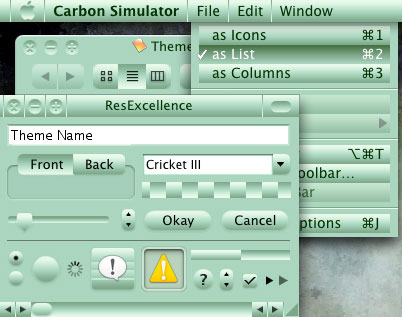 Carbon Simulator File Edit Window
as Icons ⌘1
✓ as List ⌘2
as Columns ⌘3
Theme
ResExcellence
Theme Name
Front Back Cricket III
⌥⌘T
oolbar...
Bar
Okay Cancel
ptions ⌘J
!
!
?